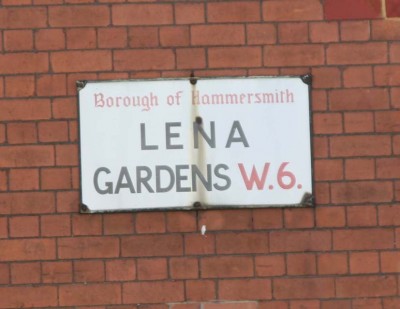 Borough of Hammersmith
LENA
GARDENS W.6.